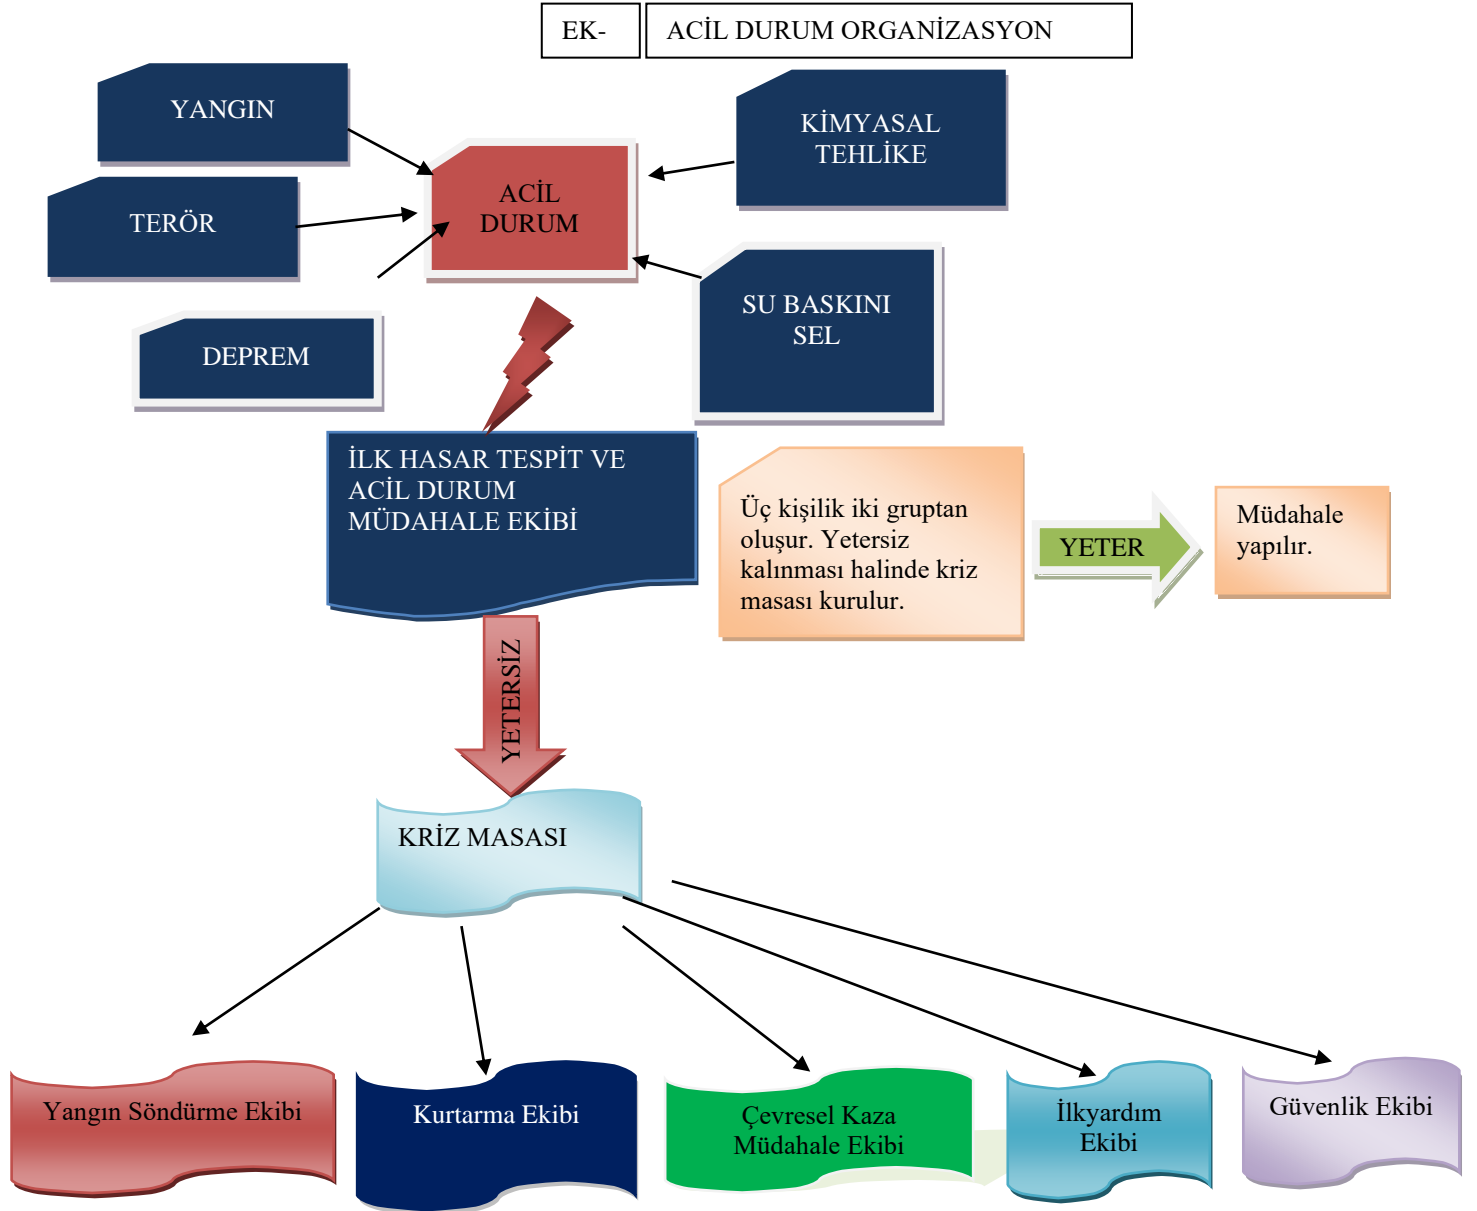 EK-
ACİL DURUM ORGANİZASYON
YANGIN
KİMYASAL
TEHLİKE
ACİL
DURUM
TERÖR
SU BASKINI
SEL
DEPREM
İLK HASAR TESPİT VE
ACİL DURUM
MÜDAHALE EKİBİ
Üç kişilik iki gruptan
oluşur. Yetersiz
kalınması halinde kriz
masası kurulur.
YETER
Müdahale
yapılır.
YETERSİZ
KRİZ MASASI
Yangın Söndürme Ekibi
Kurtarma Ekibi
Çevresel Kaza
Müdahale Ekibi
İlkyardım
Ekibi
Güvenlik Ekibi